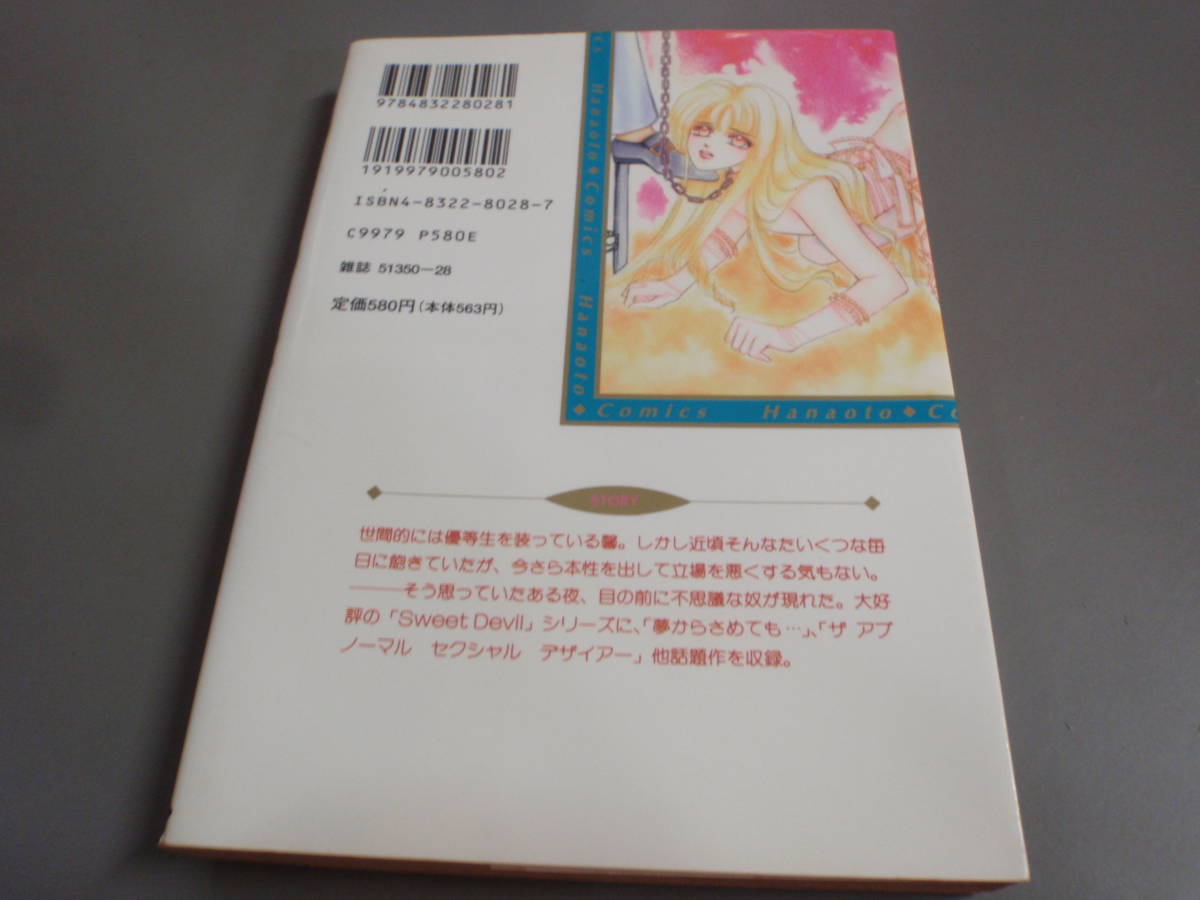 9784832280281
1919979005802
ISBN4-8322-8028-7
C9979 P580E
雑誌 51350-28
定価580円(本体563円)
cs Hanaoto◆Comics . Hanaoto
◆Comics Hanaoto◆Co
STORY
世間的には優等生を装っている馨。しかし近頃そんなたいくつな毎
日に飽きていたが、今さら本性を出して立場を悪くする気もない。
――そう思っていたある夜、目の前に不思議な奴が現れた。大好
評の「Sweet Devil」シリーズに、「夢からさめても…」、「ザ アブ
ノーマル セクシャル デザイアー」他話題作を収録。